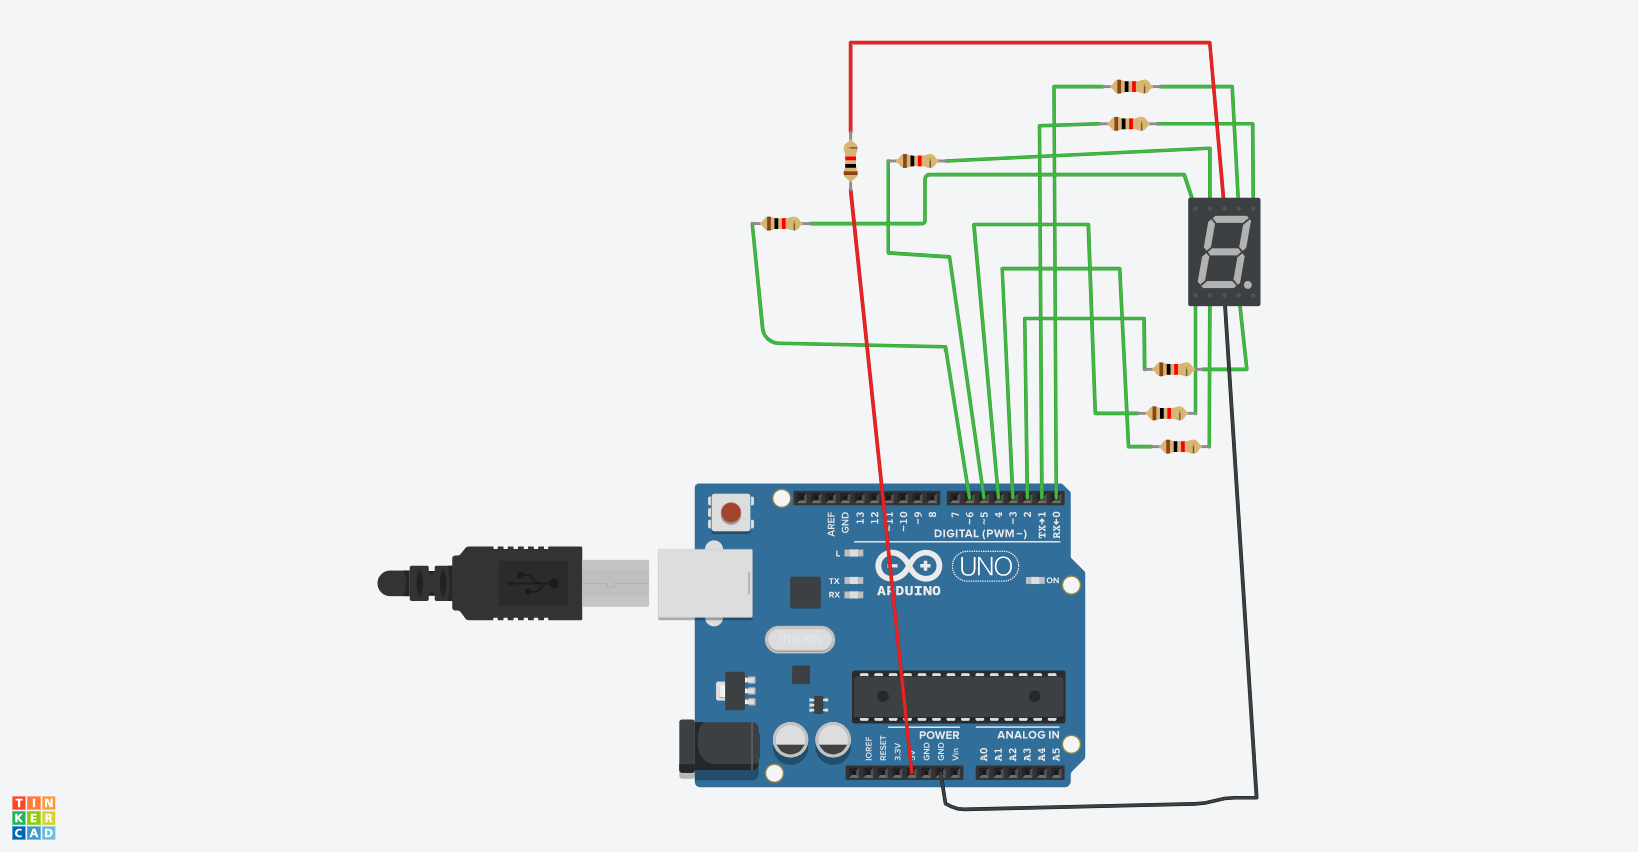 AREF
GND
13
12
~11
~10
~9
8
7
~6
~5
4
~3
2
TX→1
RX←0
DIGITAL (PWM~)
L
TX
RX
UNO
ON
ARDUINO
POWER
ANALOG IN
IOREF
RESET
3.3V
5V
GND
GND
Vin
A0
A1
A2
A3
A4
A5
TIN
KER
CAD